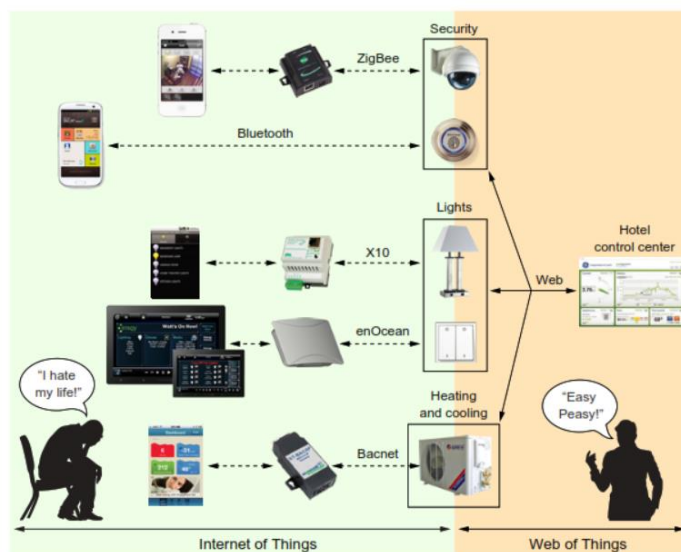 Security
ZigBee
Bluetooth
Lights
X10
Hotel
control center
Web
enOcean
"I hate
my life!"
Heating
and cooling
"Easy
Peasy!"
Bacnet
Internet of Things
Web of Things